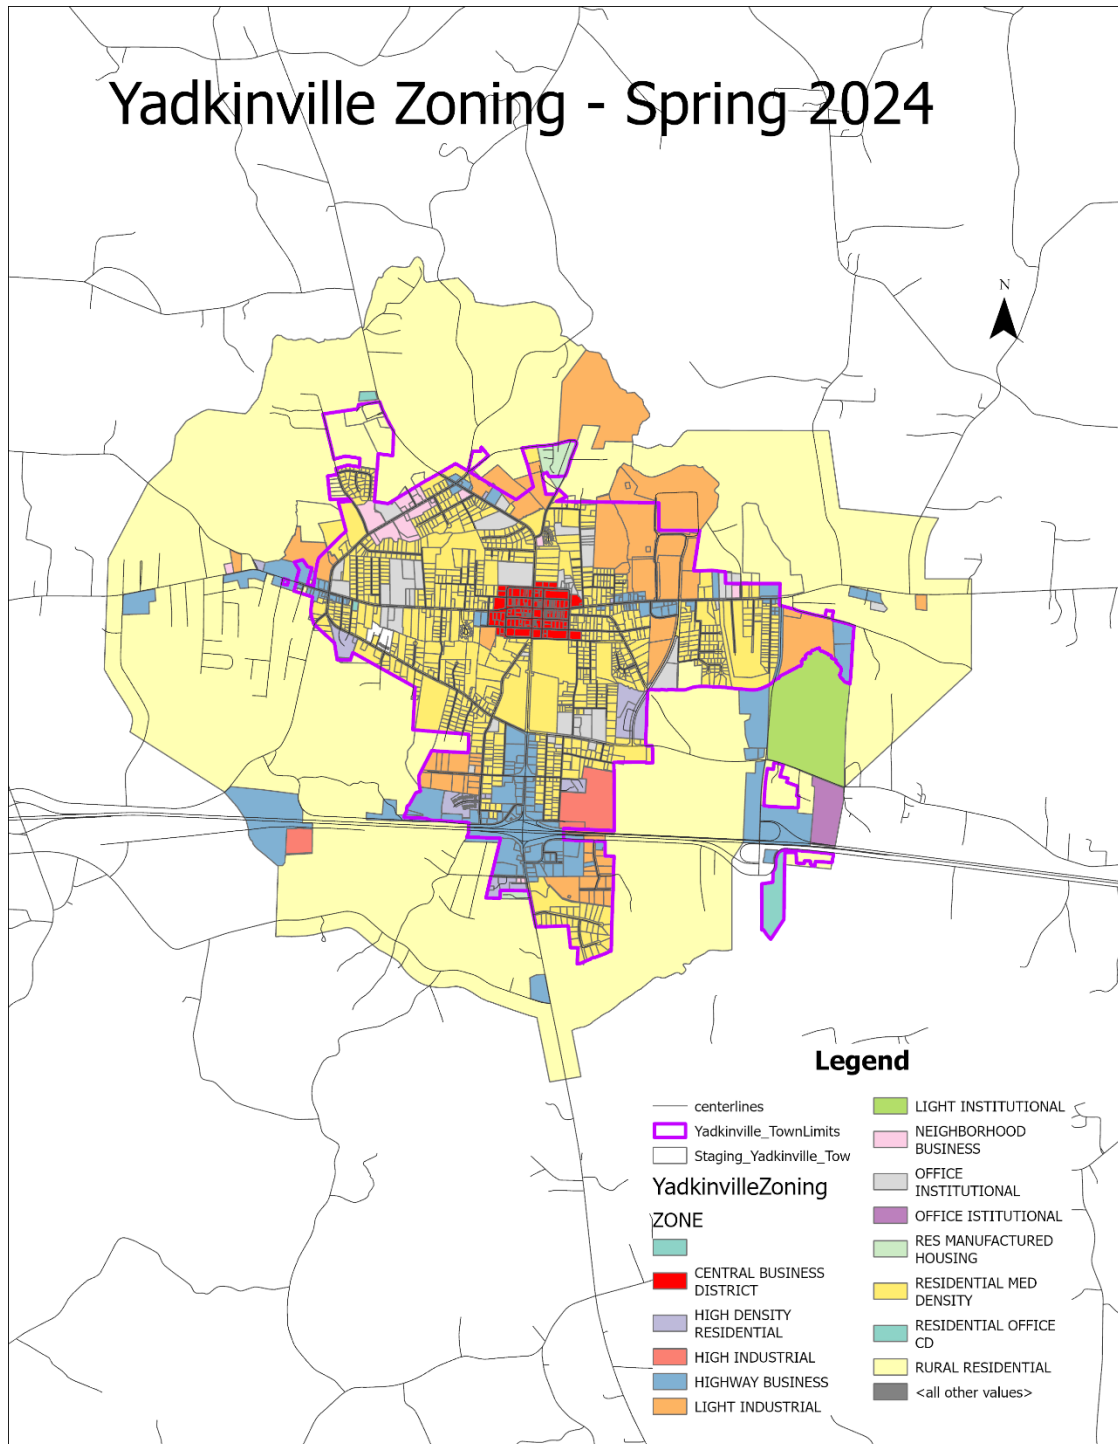 Yadkinville Zoning - Spring 2024
N
Legend
centerlines
Yadkinville_TownLimits
Staging_Yadkinville_Tow
YadkinvilleZoning
ZONE
CENTRAL BUSINESS
DISTRICT
HIGH DENSITY
RESIDENTIAL
HIGH INDUSTRIAL
HIGHWAY BUSINESS
LIGHT INDUSTRIAL
LIGHT INSTITUTIONAL
NEIGHBORHOOD
BUSINESS
OFFICE
INSTITUTIONAL
OFFICE ISTITUTIONAL
RES MANUFACTURED
HOUSING
RESIDENTIAL MED
DENSITY
RESIDENTIAL OFFICE
CD
RURAL RESIDENTIAL
<all other values>